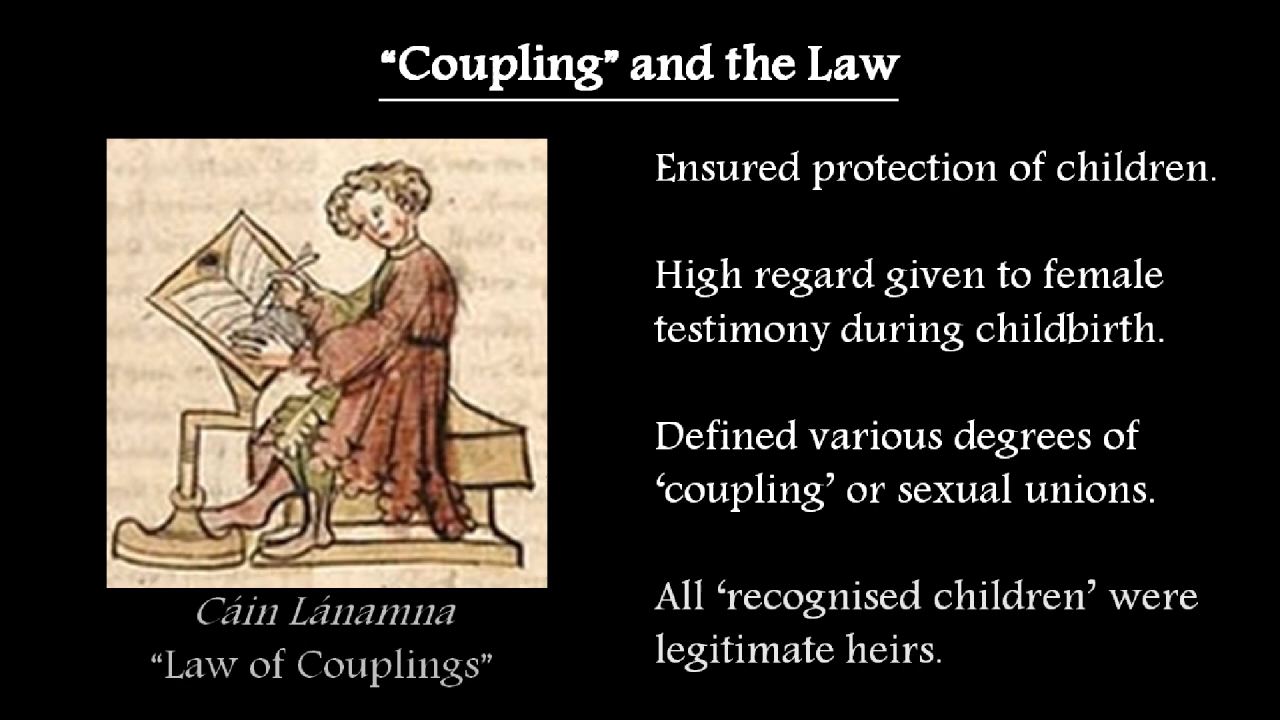 “Coupling” and the Law
Cáin Lánamna
“Law of Couplings”
Ensured protection of children.
High regard given to female
testimony during childbirth.
Defined various degrees of
‘coupling’ or sexual unions.
All ‘recognised children’ were
legitimate heirs.